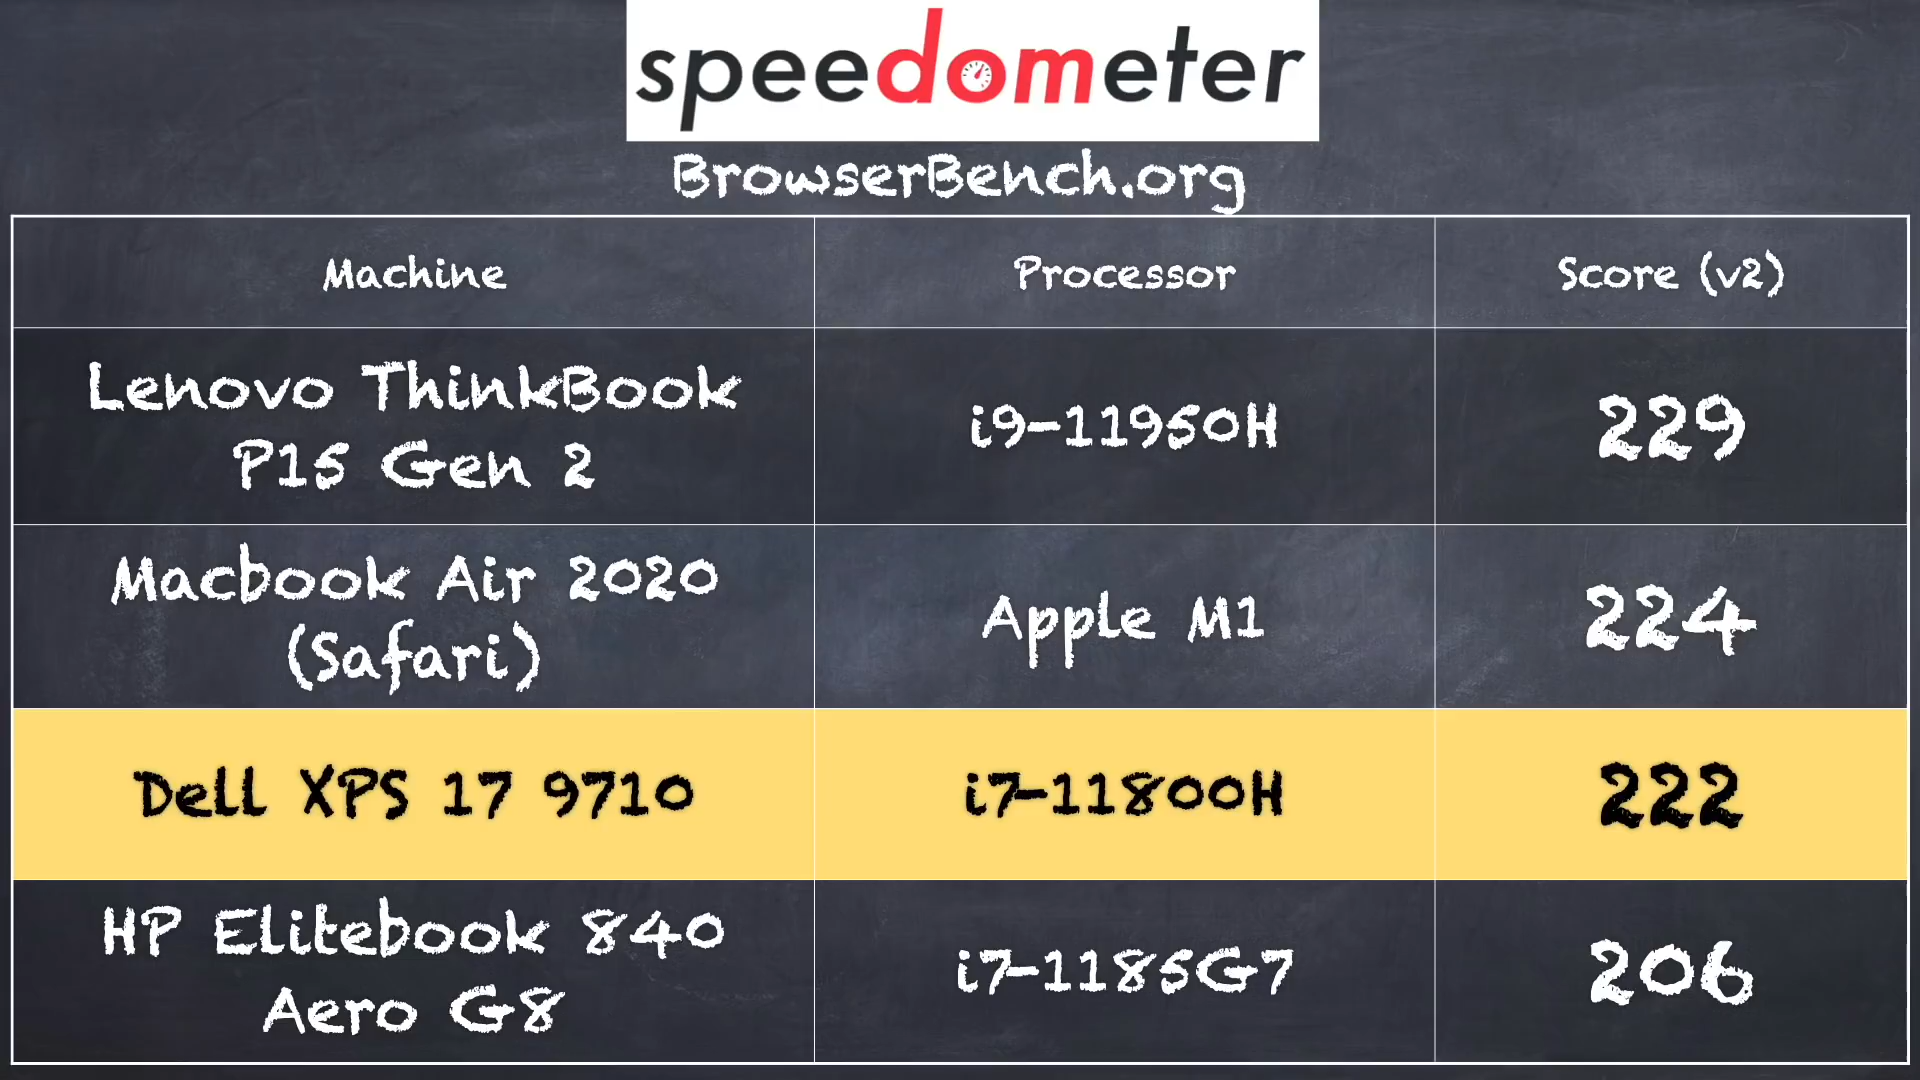 speedometer
BrowserBench.org
Machine Processor Score (v2)
Lenovo ThinkBook
P15 Gen 2
i9-11950H
229
Macbook Air 2020
(Safari)
Apple M1
224
Dell XPS 17 9710
i7-11800H
222
HP Elitebook 840
Aero G8
i7-1185G7
206